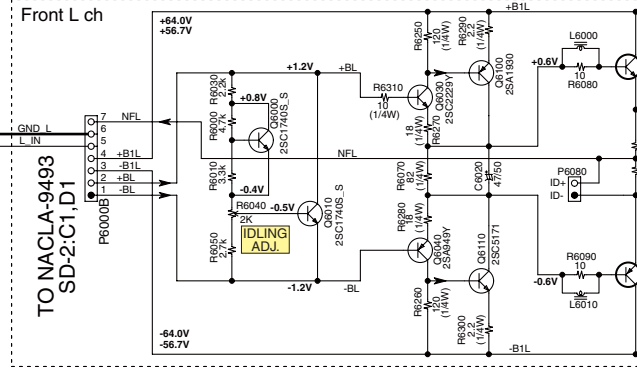 Front L ch
+64.0V
+56.7V
+B1L
R6250
120
(1/4W)
R6290
2.2
(1/4W)
L6000
+1.2V
+BL
R6030
2.2k
+0.8V
Q6000
2SC1740S_S
R6310
10
(1/4W)
Q6030
2SC2229Y
Q6100
2SA1930
+0.6V
10
R6080
R6000
4.7k
18
(1/4W)
R6270
7
NFL
6
GND_L
5
L_IN
4
+B1L
3
-B1L
2
+BL
1
-BL
P6000B
TO NACLA-9493
SD-2:C1,D1
NFL
R6010
3.3k
-0.4V
R6040
2K
-0.5V
IDLING
ADJ.
Q6010
2SC1740S_S
R6050
2.7k
R6070
82
(1/4W)
C6020
47/50
P6080
ID+
ID-
R6280
18
(1/4W)
Q6040
2SA949Y
Q6110
2SC5171
R6090
10
-0.6V
L6010
-1.2V
-BL
R6260
120
(1/4W)
R6300
2.2
(1/4W)
-64.0V
-56.7V
-B1L